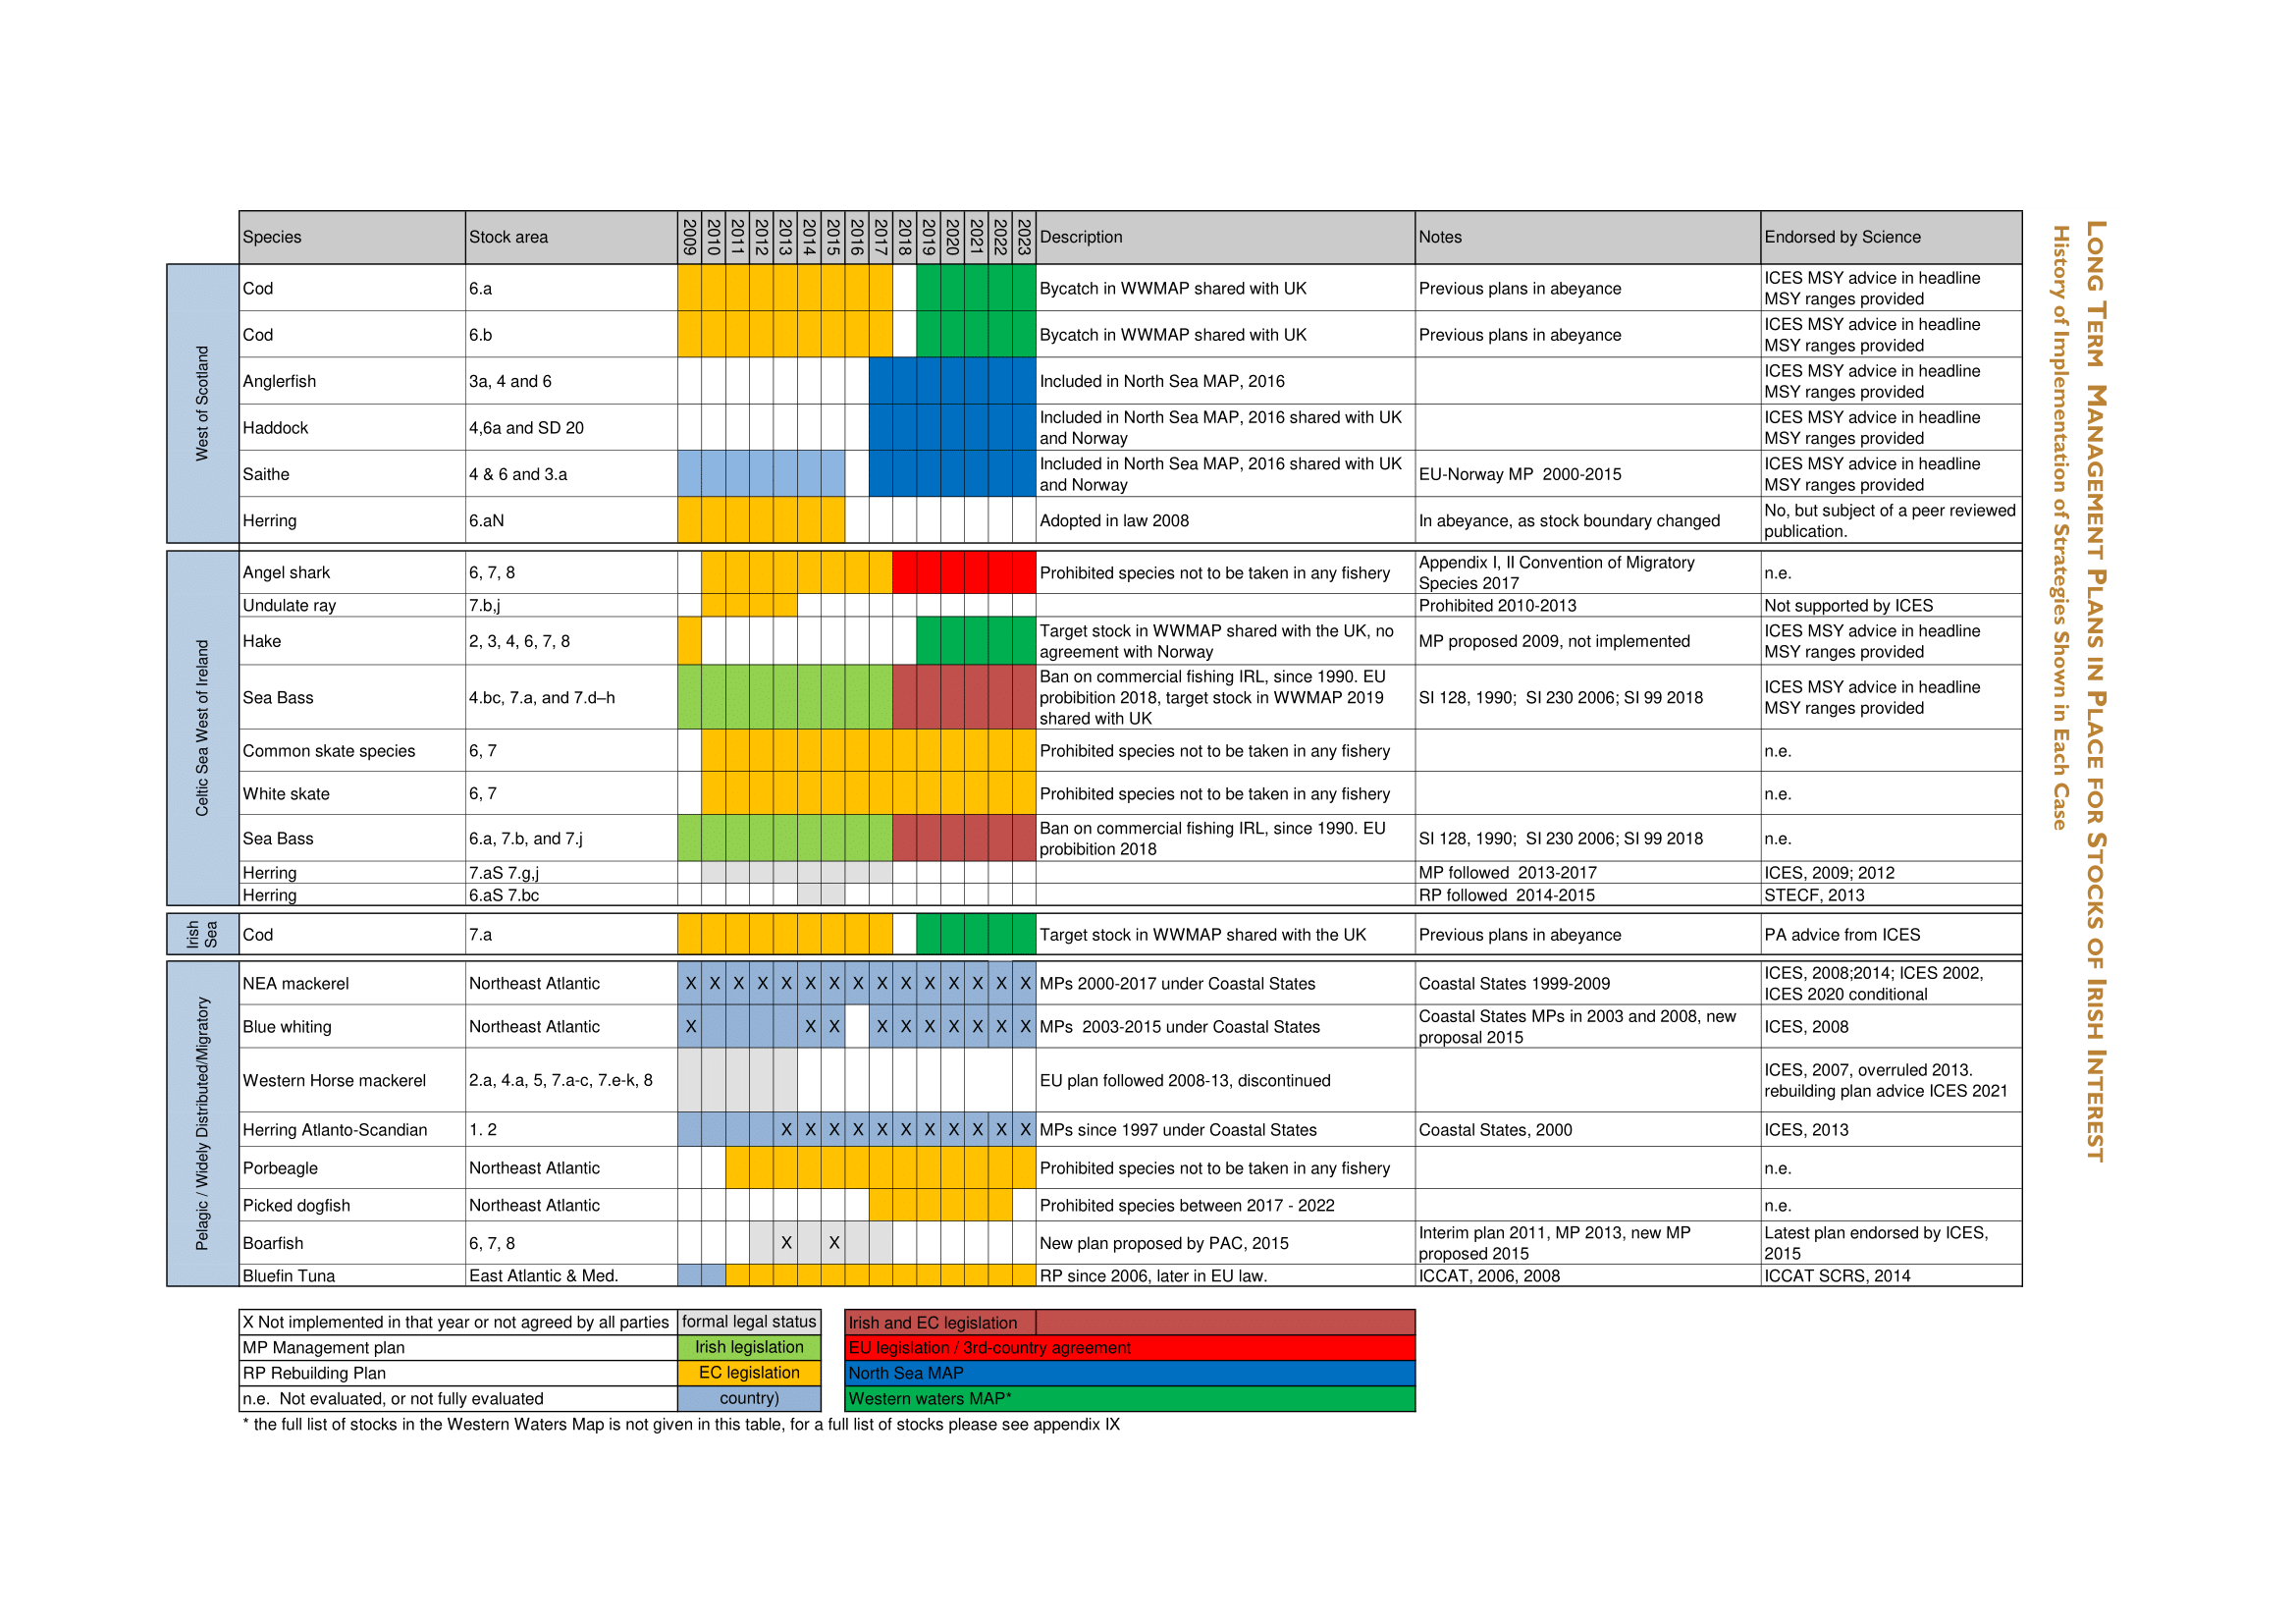 LONG TERM MANAGEMENT PLANS IN PLACE FOR STOCKS OF IRISH INTEREST
History of Implementation of Strategies Shown in Each Case
Species Stock area 2009 2010 2011 2012 2013 2014 2015 2016 2017 2018 2019 2020 2021 2022 2023 Description Notes Endorsed by Science
West of Scotland
Cod 6.a Bycatch in WWMAP shared with UK Previous plans in abeyance ICES MSY advice in headline
MSY ranges provided
Cod 6.b Bycatch in WWMAP shared with UK Previous plans in abeyance ICES MSY advice in headline
MSY ranges provided
Anglerfish 3a, 4 and 6 Included in North Sea MAP, 2016 ICES MSY advice in headline
MSY ranges provided
Haddock 4,6a and SD 20 Included in North Sea MAP, 2016 shared with UK
and Norway
ICES MSY advice in headline
MSY ranges provided
Saithe 4 & 6 and 3.a Included in North Sea MAP, 2016 shared with UK
and Norway
EU-Norway MP 2000-2015
ICES MSY advice in headline
MSY ranges provided
Herring 6.aN Adopted in law 2008 In abeyance, as stock boundary changed No, but subject of a peer reviewed
publication.
Celtic Sea West of Ireland
Angel shark 6, 7, 8 Prohibited species not to be taken in any fishery Appendix I, II Convention of Migratory
Species 2017
n.e.
Undulate ray 7.b,j Prohibited 2010-2013 Not supported by ICES
Hake 2, 3, 4, 6, 7, 8 Target stock in WWMAP shared with the UK, no
agreement with Norway
MP proposed 2009, not implemented
ICES MSY advice in headline
MSY ranges provided
Sea Bass 4.bc, 7.a, and 7.d–h Ban on commercial fishing IRL, since 1990. EU
probibition 2018, target stock in WWMAP 2019
shared with UK
SI 128, 1990; SI 230 2006; SI 99 2018
ICES MSY advice in headline
MSY ranges provided
Common skate species 6, 7 Prohibited species not to be taken in any fishery n.e.
White skate 6, 7 Prohibited species not to be taken in any fishery n.e.
Sea Bass 6.a, 7.b, and 7.j Ban on commercial fishing IRL, since 1990. EU
probibition 2018
SI 128, 1990; SI 230 2006; SI 99 2018 n.e.
Herring 7.aS 7.g,j MP followed 2013-2017 ICES, 2009; 2012
Herring 6.aS 7.bc RP followed 2014-2015 STECF, 2013
Irish
Sea
Cod 7.a Target stock in WWMAP shared with the UK Previous plans in abeyance PA advice from ICES
Pelagic / Widely Distributed/Migratory
NEA mackerel Northeast Atlantic X X X X X X X X X X X X X X X MPs 2000-2017 under Coastal States Coastal States 1999-2009 ICES, 2008;2014; ICES 2002,
ICES 2020 conditional
Blue whiting Northeast Atlantic X X X X X X X X X X MPs 2003-2015 under Coastal States Coastal States MPs in 2003 and 2008, new
proposal 2015
ICES, 2008
Western Horse mackerel 2.a, 4.a, 5, 7.a-c, 7.e-k, 8 EU plan followed 2008-13, discontinued ICES, 2007, overruled 2013.
rebuilding plan advice ICES 2021
Herring Atlanto-Scandian 1. 2 X X X X X X X X X X X MPs since 1997 under Coastal States Coastal States, 2000 ICES, 2013
Porbeagle Northeast Atlantic Prohibited species not to be taken in any fishery n.e.
Picked dogfish Northeast Atlantic Prohibited species between 2017 - 2022 n.e.
Boarfish 6, 7, 8 X X New plan proposed by PAC, 2015 Interim plan 2011, MP 2013, new MP
proposed 2015
Latest plan endorsed by ICES,
2015
Bluefin Tuna East Atlantic & Med. RP since 2006, later in EU law. ICCAT, 2006, 2008 ICCAT SCRS, 2014
X Not implemented in that year or not agreed by all parties formal legal status Irish and EC legislation
MP Management plan Irish legislation EU legislation / 3rd-country agreement
RP Rebuilding Plan EC legislation North Sea MAP
n.e. Not evaluated, or not fully evaluated country) Western waters MAP*
* the full list of stocks in the Western Waters Map is not given in this table, for a full list of stocks please see appendix IX